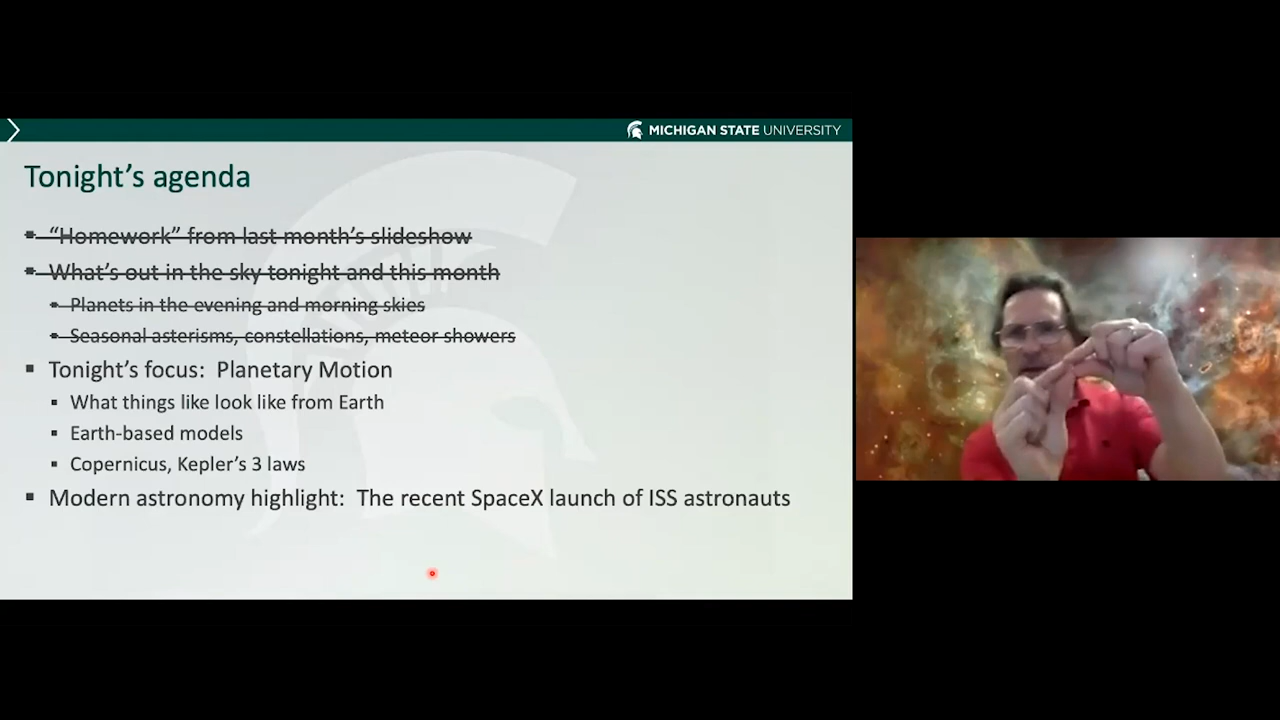 MICHIGAN STATE UNIVERSITY
Tonight's agenda
"Homework" from last month's slideshow
What's out in the sky tonight and this month
Planets in the evening and morning skies
Seasonal asterisms, constellations, meteor showers
Tonight's focus: Planetary Motion
What things like look like from Earth
Earth-based models
Copernicus, Kepler's 3 laws
Modern astronomy highlight: The recent SpaceX launch of ISS astronauts